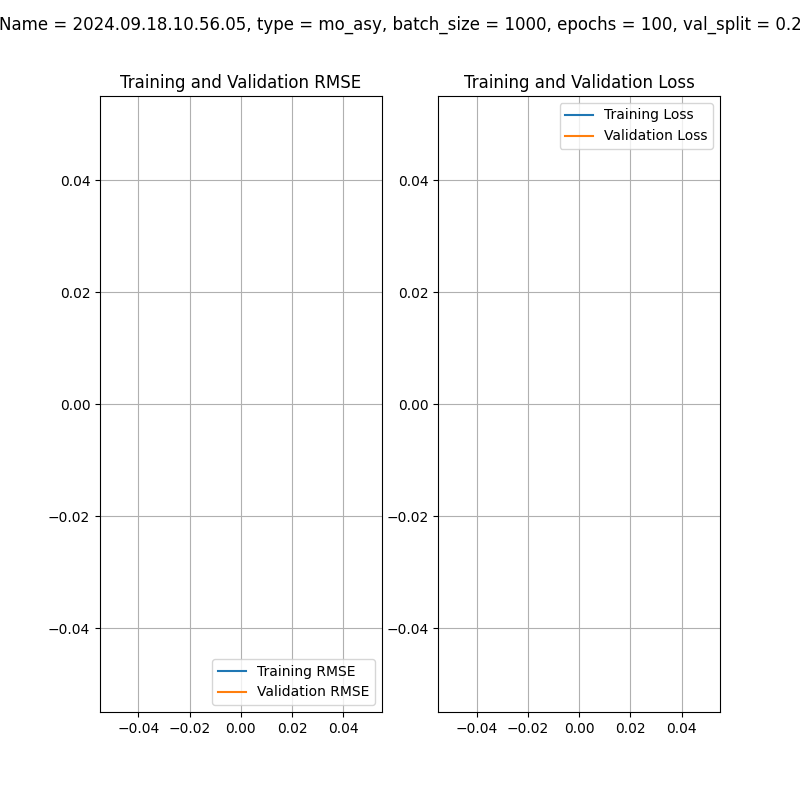 Name = 2024.09.18.10.56.05, type = mo_asy, batch_size = 1000, epochs = 100, val_split = 0.2
Training and Validation RMSE
0.04
0.02
0.00
−0.02
−0.04
Training RMSE
Validation RMSE
−0.04 −0.02 0.00 0.02 0.04
Training and Validation Loss
Training Loss
Validation Loss
0.04
0.02
0.00
−0.02
−0.04
−0.04 −0.02 0.00 0.02 0.04